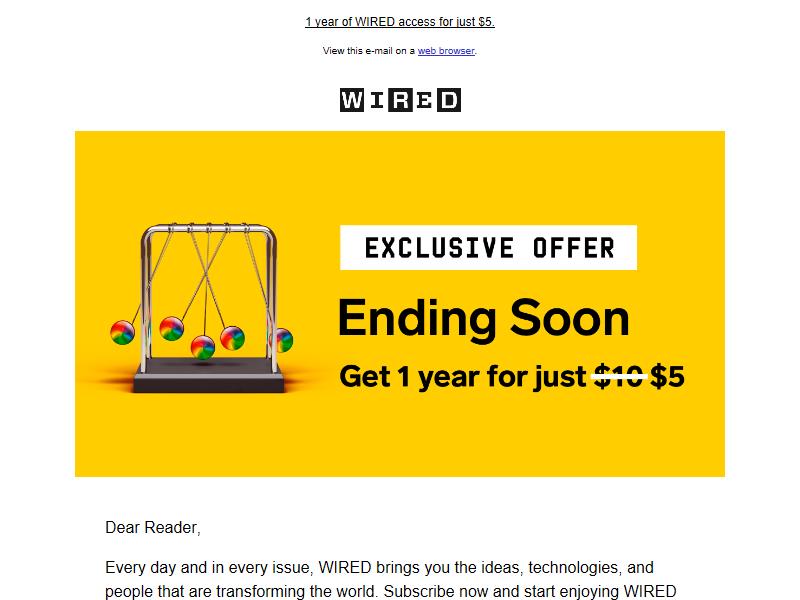 1 year of WIRED access for just $5.
View this e-mail on a web browser.
WIRED
EXCLUSIVE OFFER
Ending Soon
Get 1 year for just $10 $5
Dear Reader,
Every day and in every issue, WIRED brings you the ideas, technologies, and
people that are transforming the world. Subscribe now and start enjoying WIRED